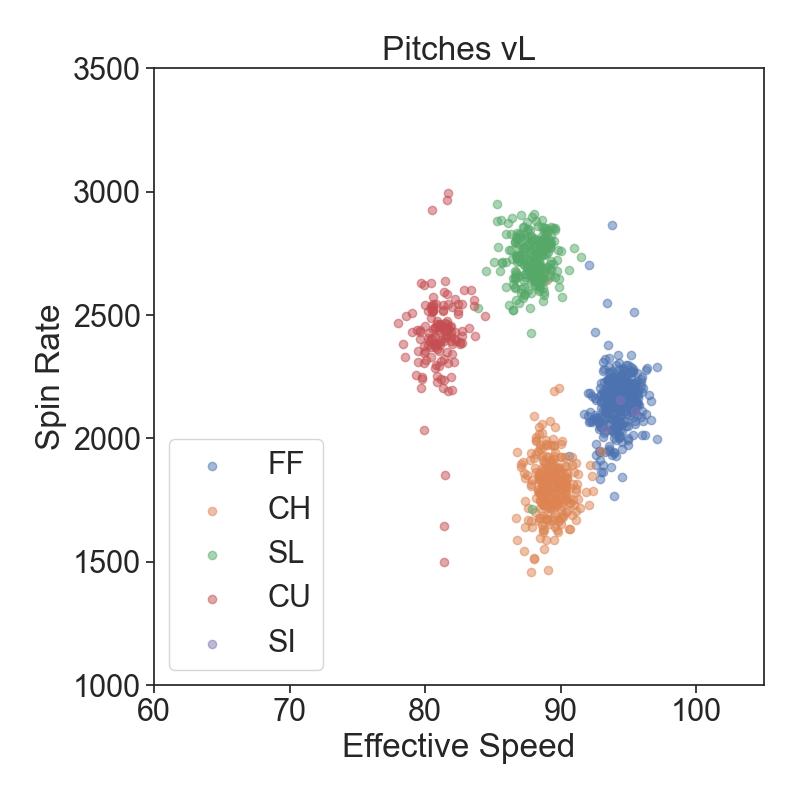 Pitches vL
3500
3000
2500
2000
1500
1000
Spin Rate
FF
CH
SL
CU
SI
60 70 80 90 100
Effective Speed